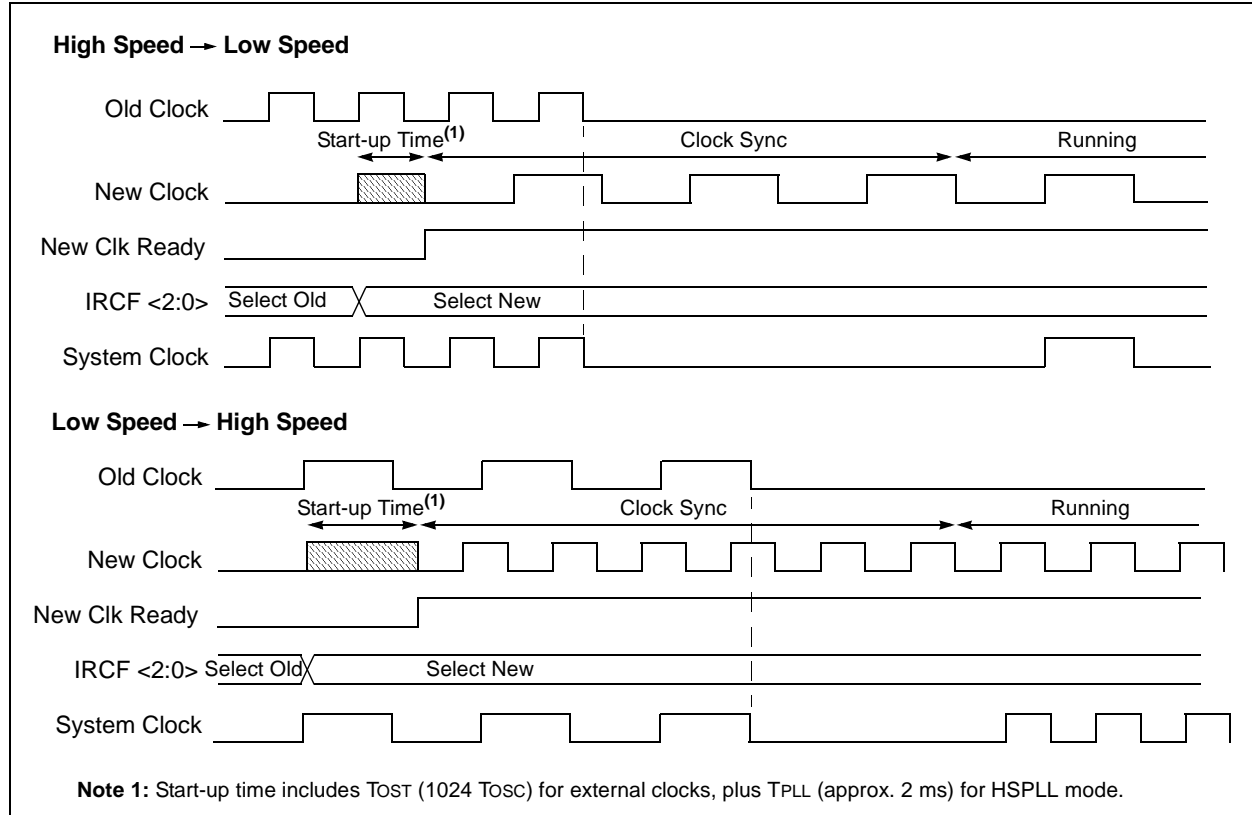 High Speed → Low Speed
Old Clock
Start-up Time(1) Clock Sync Running
New Clock
New Clk Ready
IRCF <2:0> Select Old Select New
System Clock
Low Speed → High Speed
Old Clock
Start-up Time(1) Clock Sync Running
New Clock
New Clk Ready
IRCF <2:0> Select Old Select New
System Clock
Note 1: Start-up time includes TOST (1024 TOSC) for external clocks, plus TPLL (approx. 2 ms) for HSPLL mode.